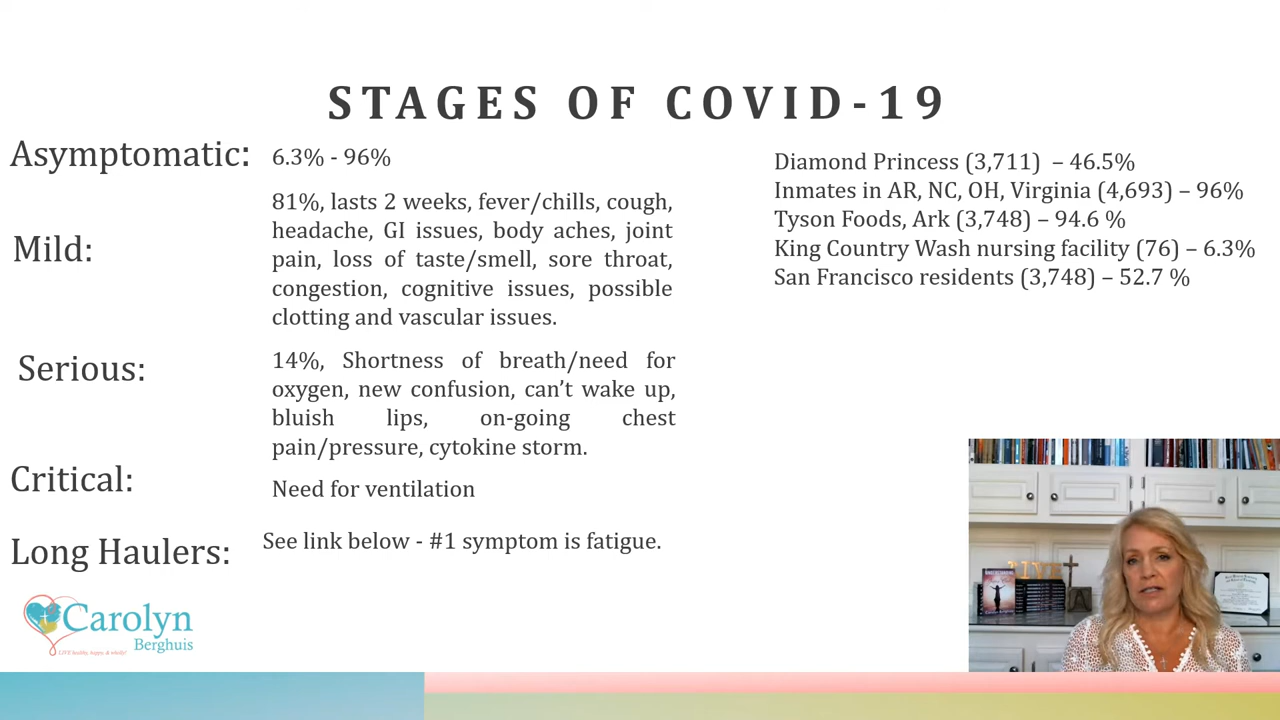 STAGES OF COVID-19
Asymptomatic:
6.3% - 96%
Mild:
81%, lasts 2 weeks, fever/chills, cough,
headache, GI issues, body aches, joint
pain, loss of taste/smell, sore throat,
congestion, cognitive issues, possible
clotting and vascular issues.
Serious:
14%, Shortness of breath/need for
oxygen, new confusion, can’t wake up,
bluish lips, on-going chest
pain/pressure, cytokine storm.
Critical:
Need for ventilation
Long Haulers:
See link below - #1 symptom is fatigue.
Diamond Princess (3,711) – 46.5%
Inmates in AR, NC, OH, Virginia (4,693) – 96%
Tyson Foods, Ark (3,748) – 94.6 %
King Country Wash nursing facility (76) – 6.3%
San Francisco residents (3,748) – 52.7 %
Carolyn
Berghuis
LIVE healthy, happy, & wholly!
LIVE